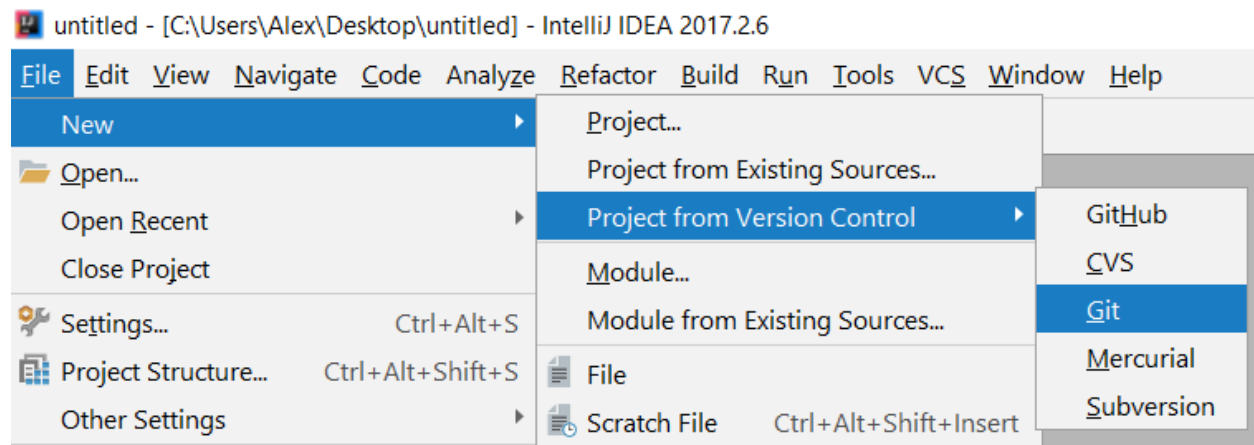 untitled - [C:\Users\Alex\Desktop\untitled] - IntelliJ IDEA 2017.2.6
File Edit View Navigate Code Analyze Refactor Build Run Tools VCS Window Help
New
Open...
Open Recent
Close Project
Settings... Ctrl+Alt+S
Project Structure... Ctrl+Alt+Shift+S
Other Settings
Project...
Project from Existing Sources...
Project from Version Control
Module...
Module from Existing Sources...
File
Scratch File Ctrl+Alt+Shift+Insert
GitHub
CVS
Git
Mercurial
Subversion